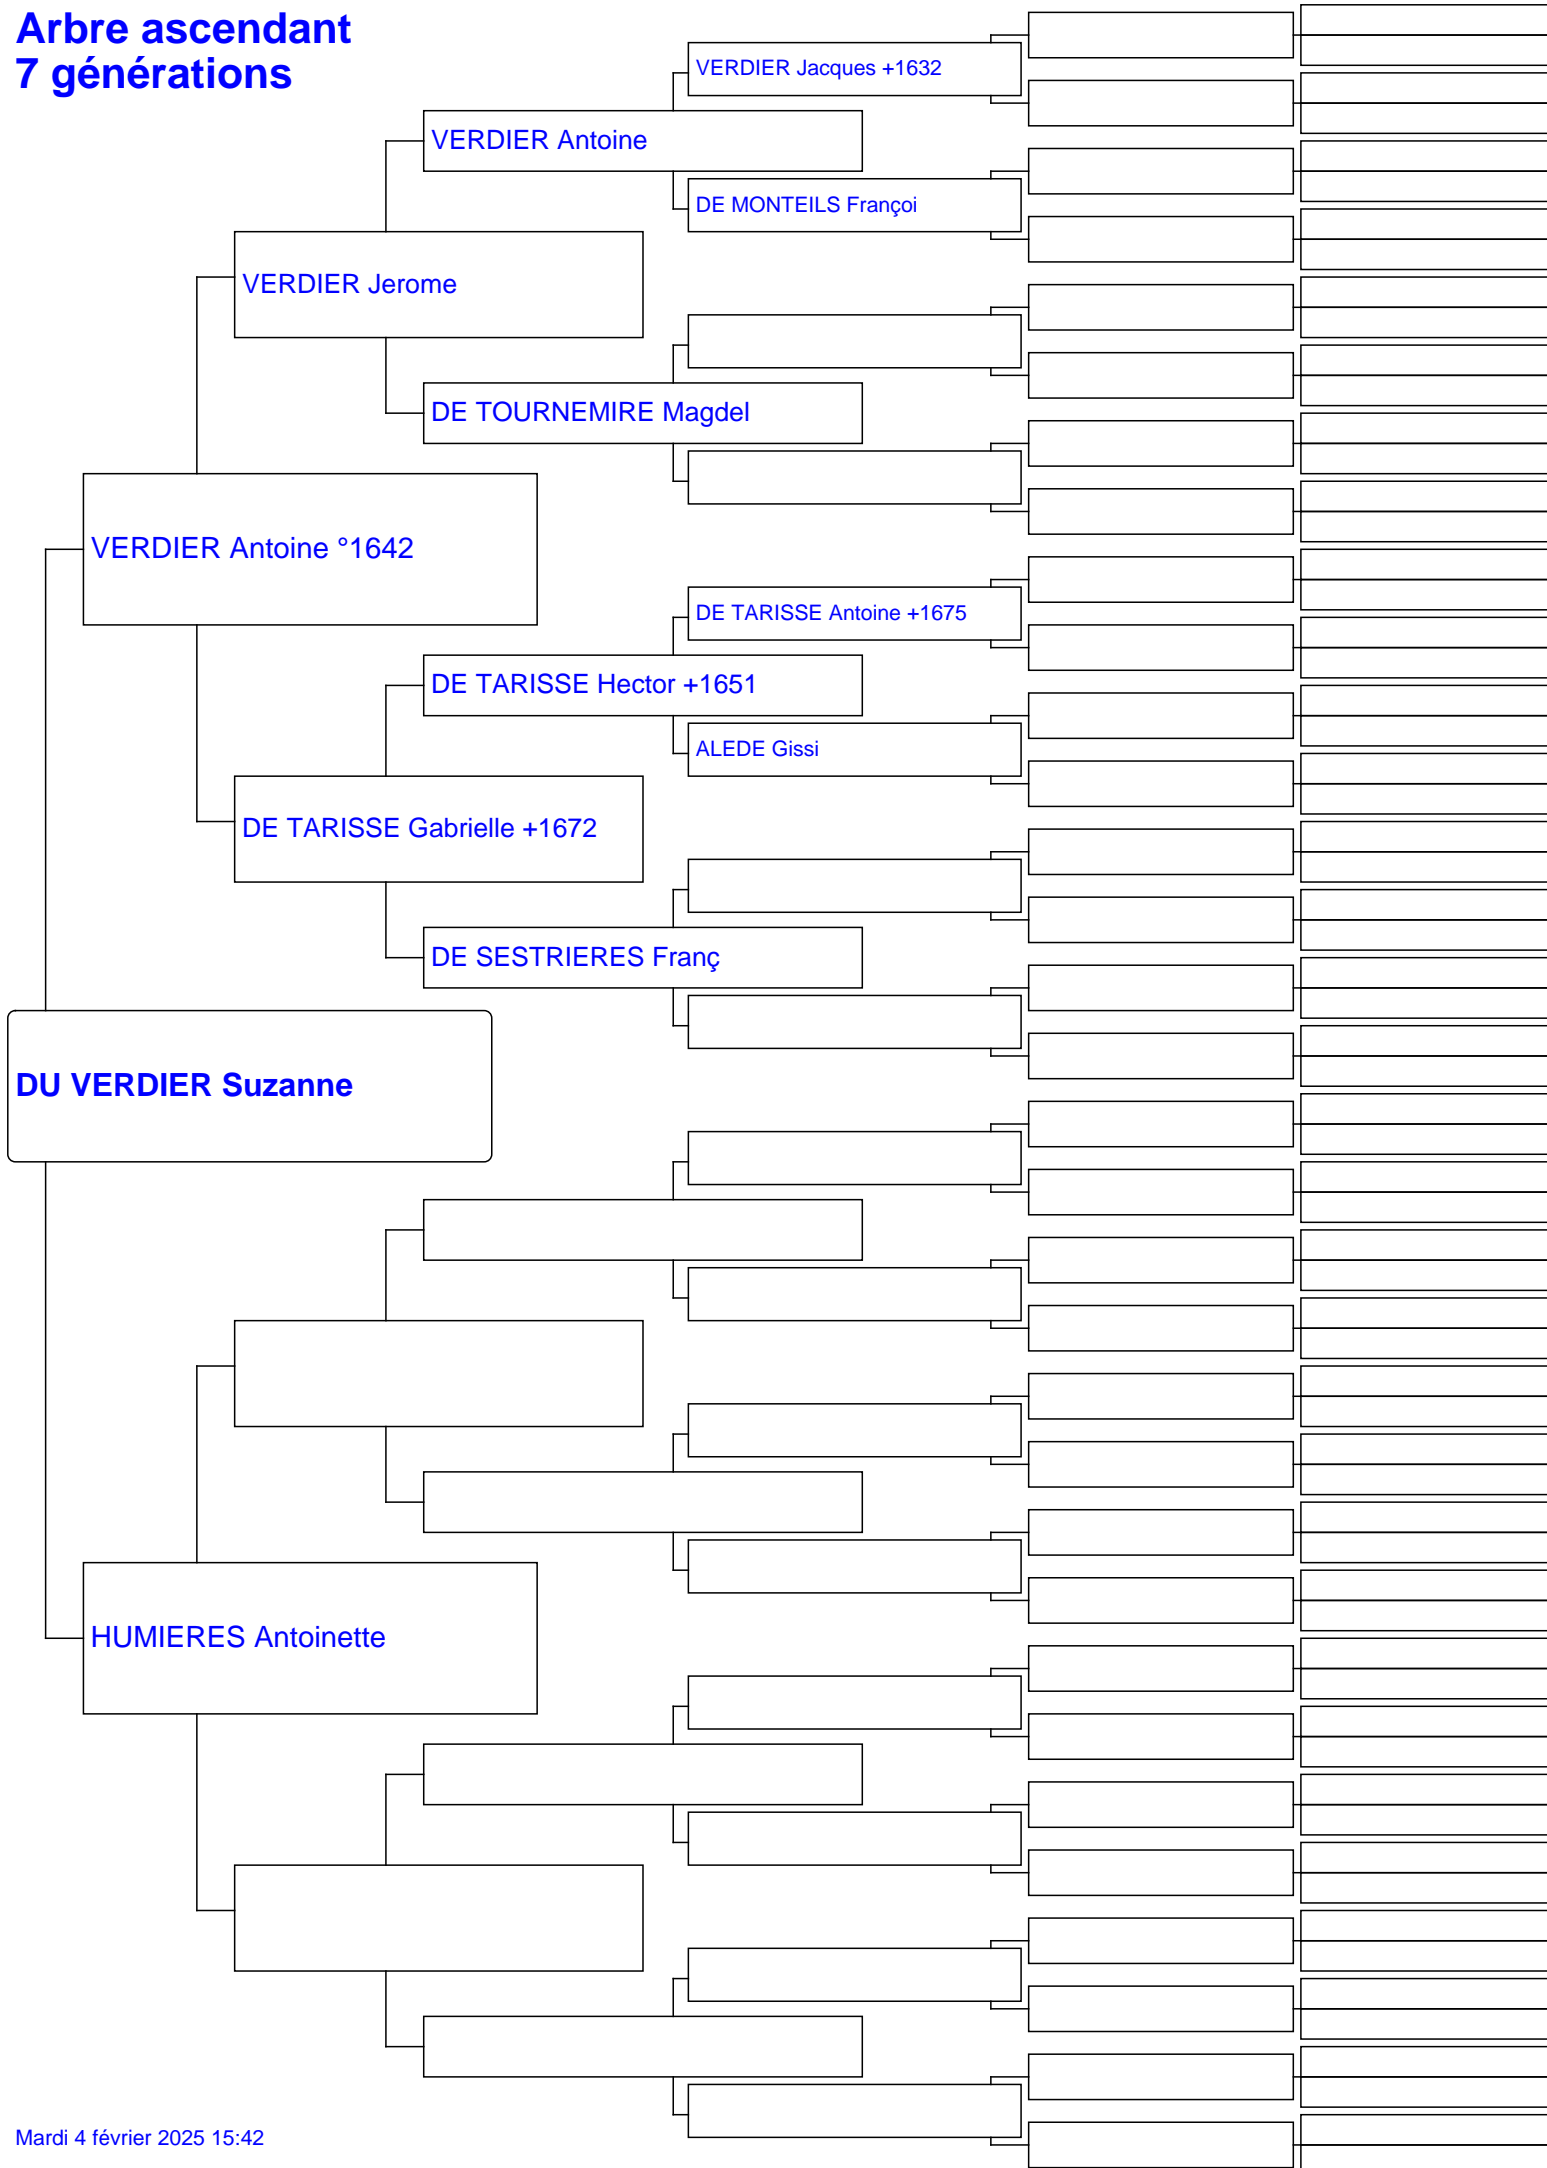 Arbre ascendant
7 générations
VERDIER Jacques +1632
VERDIER Antoine
DE MONTEILS Françoi
VERDIER Jerome
DE TOURNEMIRE Magdel
VERDIER Antoine °1642
DE TARISSE Antoine +1675
DE TARISSE Hector +1651
ALEDE Gissi
DE TARISSE Gabrielle +1672
DE SESTRIERES Franç
DU VERDIER Suzanne
HUMIERES Antoinette
Mardi 4 février 2025 15:42